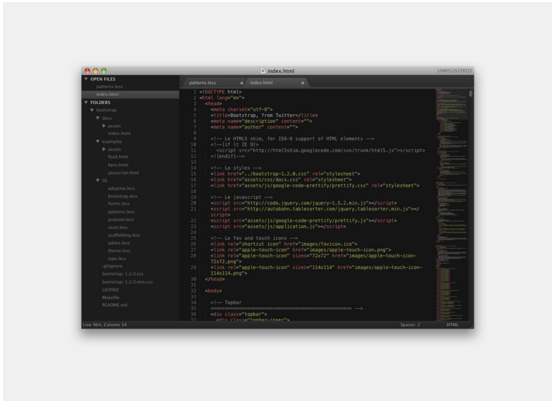 index.html
UNREGISTERED
OPEN FILES
patterns.less
index.html
FOLDERS
bootstrap
docs
assets
index.html
examples
assets
fluid.html
hero.html
lib
bootstrap.less
forms.less
patterns.less
preboot.less
reset.less
scaffolding.less
tables.less
type.less
.gitignore
bootstrap-1.2.0.css
bootstrap-1.2.0.min.css
LICENSE
Makefile
README.md
patterns.less
index.html
1 <!DOCTYPE html>
2 <html lang="en">
3 <head>
4 <meta charset="utf-8">
5 <title>Bootstrap, from Twitter</title>
6 <meta name="description" content="">
7 <meta name="author" content="">
8
9 <!-- Le HTML5 shim, for IE6-8 support of HTML elements -->
10 <!--[if lt IE 9]>
11 <script src="http://html5shim.googlecode.com/svn/trunk/html5.js"></script>
12 <![endif]-->
13
14 <!-- Le styles -->
15 <link href="../bootstrap-1.2.0.css" rel="stylesheet">
16 <link href="assets/css/docs.css" rel="stylesheet">
17 <link href="assets/js/google-code-prettify/prettify.css" rel="stylesheet">
18
19 <!-- Le javascript -->
20 <script src="http://code.jquery.com/jquery-1.5.2.min.js"></script>
21 <script src="http://autobahn.tablesorter.com/jquery.tablesorter.min.js"></
script>
22 <script src="assets/js/google-code-prettify/prettify.js"></script>
23 <script src="assets/js/application.js"></script>
24
25 <!-- Le fav and touch icons -->
26 <link rel="shortcut icon" href="images/favicon.ico">
27 <link rel="apple-touch-icon" href="images/apple-touch-icon.png">
28 <link rel="apple-touch-icon" sizes="72x72" href="images/apple-touch-icon-
72x72.png">
29 <link rel="apple-touch-icon" sizes="114x114" href="images/apple-touch-icon-
114x114.png">
30 </head>
31
32 <body>
33
34 <!-- Topbar
35 ================================================== -->
36 <div class="topbar">
37 <div class="topbar-inner">
Spaces: 2
HTML